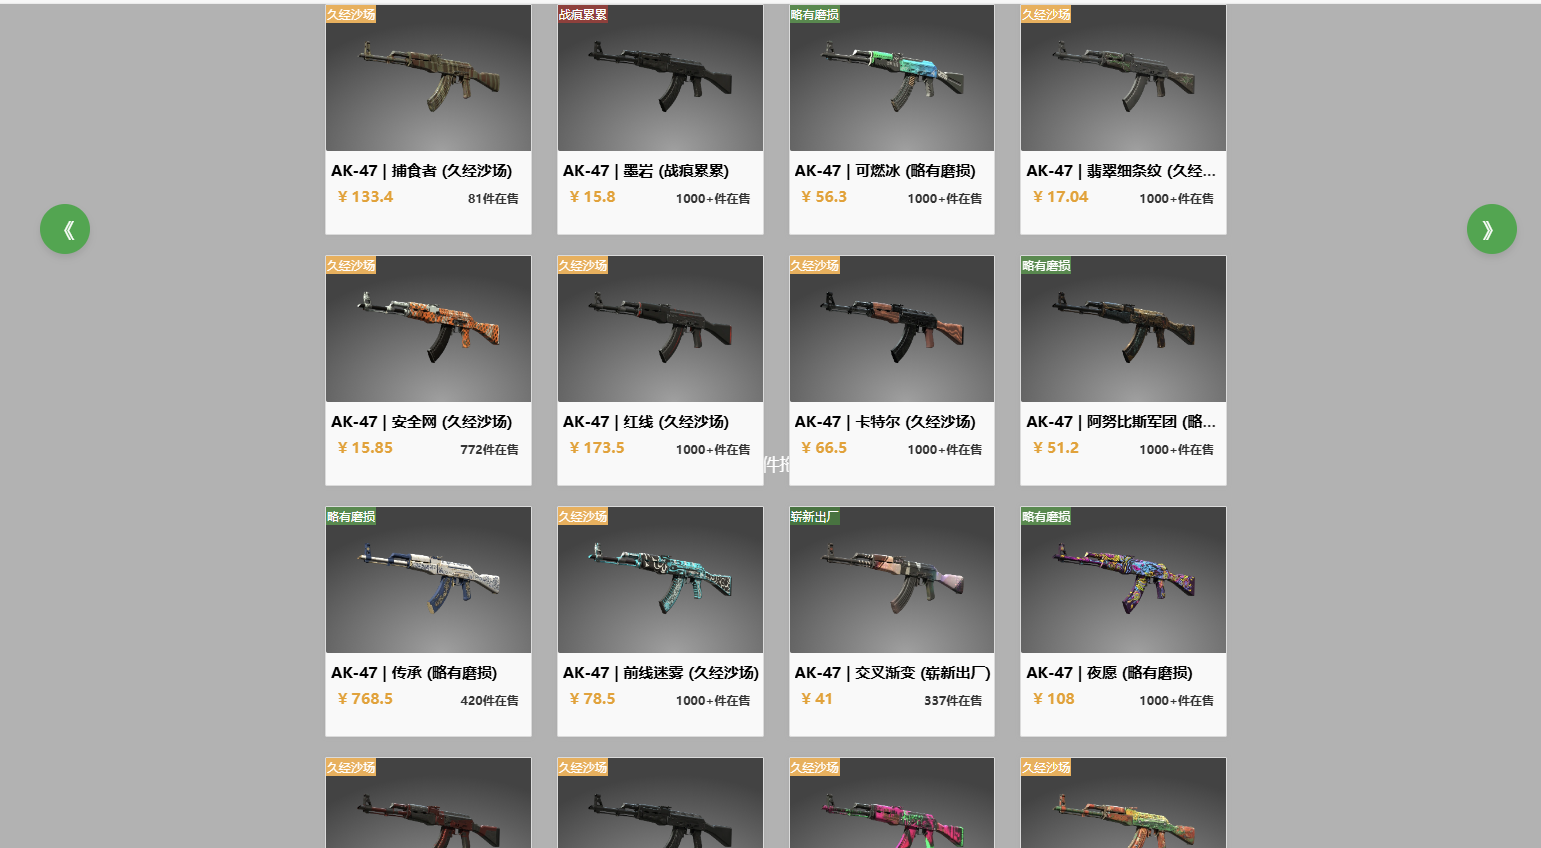 久经沙场
战痕累累
略有磨损
久经沙场
AK-47 | 捕食者 (久经沙场)
¥ 133.4
81件在售
AK-47 | 墨岩 (战痕累累)
¥ 15.8
1000+件在售
AK-47 | 可燃冰 (略有磨损)
¥ 56.3
1000+件在售
AK-47 | 翡翠细条纹 (久经...
¥ 17.04
1000+件在售
《
》
久经沙场
久经沙场
久经沙场
略有磨损
AK-47 | 安全网 (久经沙场)
¥ 15.85
772件在售
AK-47 | 红线 (久经沙场)
¥ 173.5
1000+件在售
AK-47 | 卡特尔 (久经沙场)
¥ 66.5
1000+件在售
AK-47 | 阿努比斯军团 (略...
¥ 51.2
1000+件在售
件
略有磨损
久经沙场
崭新出厂
略有磨损
AK-47 | 传承 (略有磨损)
¥ 768.5
420件在售
AK-47 | 前线迷雾 (久经沙场)
¥ 78.5
1000+件在售
AK-47 | 交叉渐变 (崭新出厂)
¥ 41
337件在售
AK-47 | 夜愿 (略有磨损)
¥ 108
1000+件在售
久经沙场
久经沙场
久经沙场
久经沙场